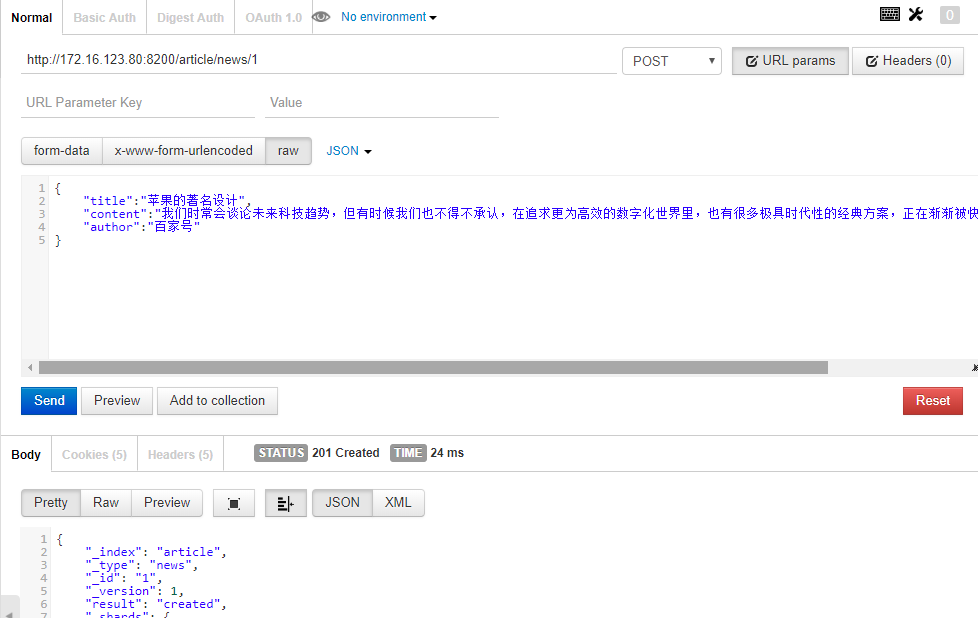 Normal Basic Auth Digest Auth OAuth 1.0 No environment 0
http://172.16.123.80:8200/article/news/1 POST URL params Headers (0)
URL Parameter Key Value
form-data x-www-form-urlencoded raw JSON
1 {
2 "title":"苹果的著名设计",
3 "content":"我们时常会谈论未来科技趋势，但有时候我们也不得不承认，在追求更为高效的数字化世界里，也有很多极具时代性的经典方案，正在渐渐被快
4 "author":"百家号"
5 }
Send Preview Add to collection Reset
Body Cookies (5) Headers (5) STATUS 201 Created TIME 24 ms
Pretty Raw Preview JSON XML
1 {
2 "_index": "article",
3 "_type": "news",
4 "_id": "1",
5 "_version": 1,
6 "result": "created",
7 "_shards": {